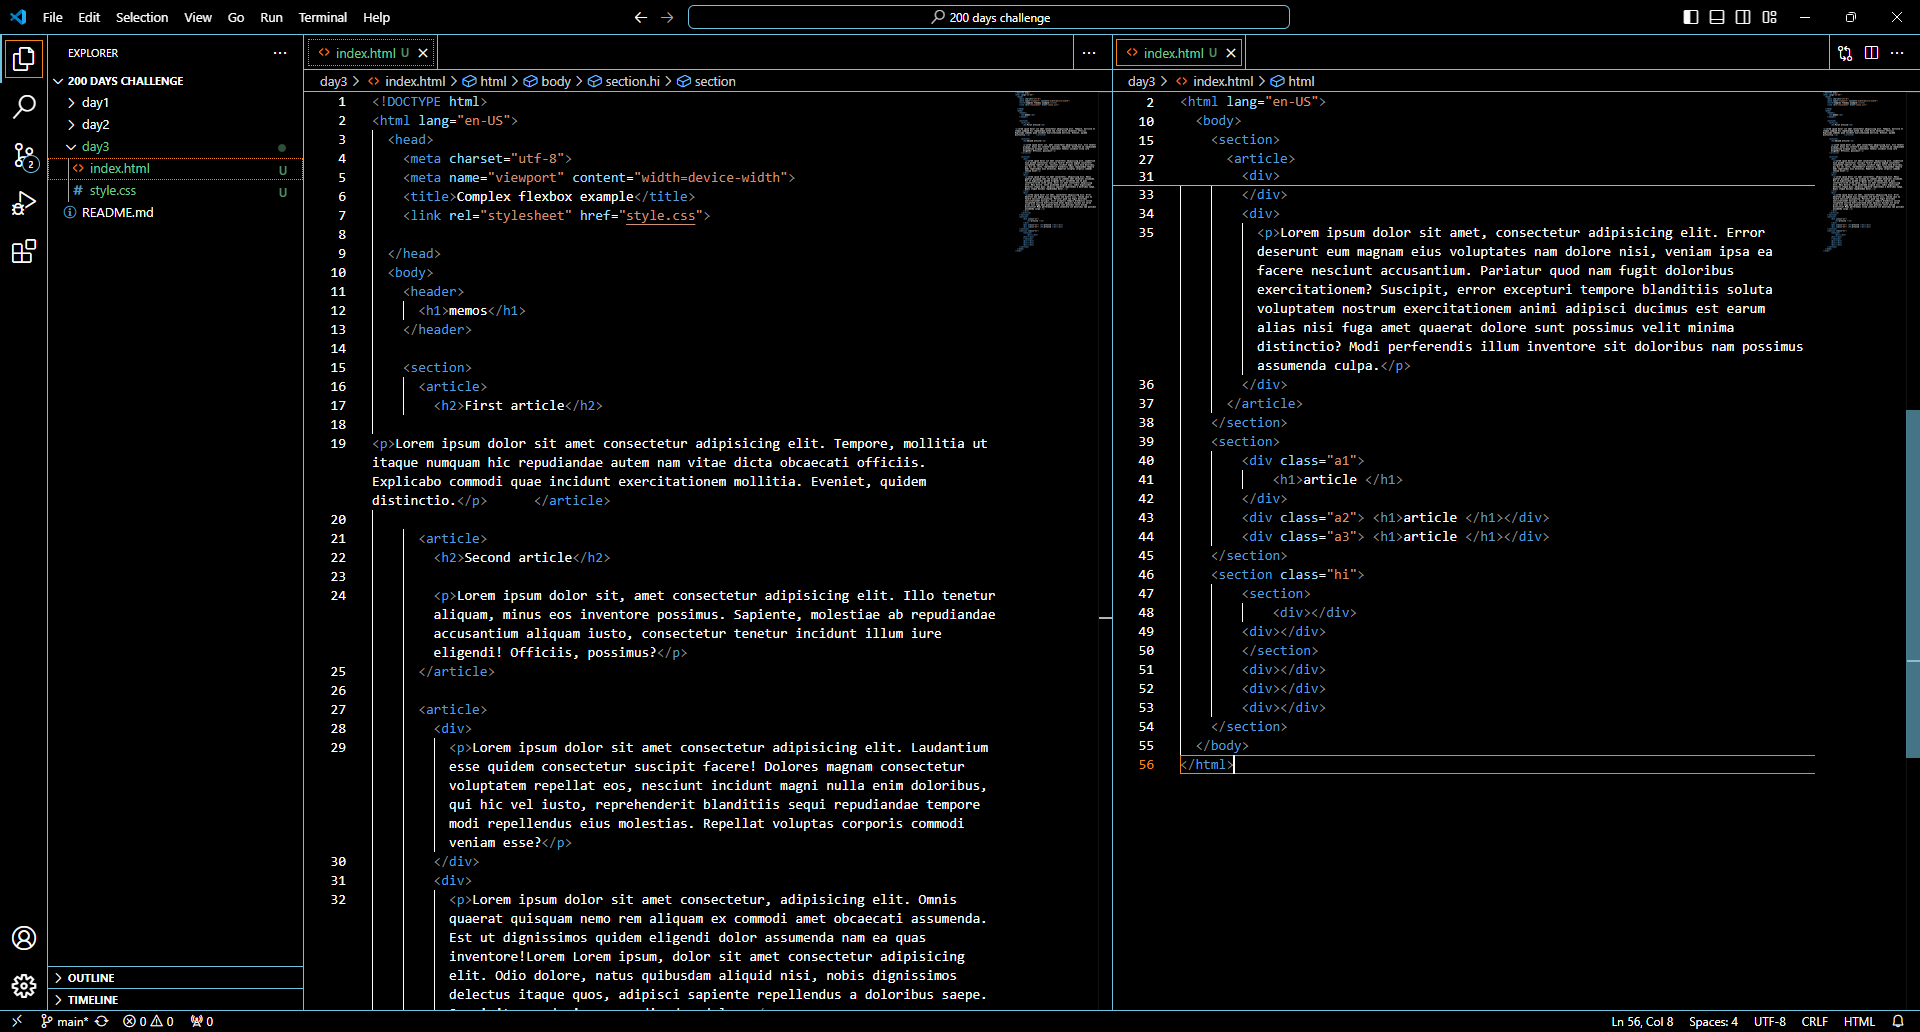 File Edit Selection View Go Run Terminal Help
200 days challenge
EXPLORER
200 DAYS CHALLENGE
day1
day2
day3
index.html U
style.css U
README.md
OUTLINE
TIMELINE
index.html U
day3 > index.html > html > body > section.hi > section
1 <!DOCTYPE html>
2 <html lang="en-US">
3 <head>
4 <meta charset="utf-8">
5 <meta name="viewport" content="width=device-width">
6 <title>Complex flexbox example</title>
7 <link rel="stylesheet" href="style.css">
8
9 </head>
10 <body>
11 <header>
12 <h1>memos</h1>
13 </header>
14
15 <section>
16 <article>
17 <h2>First article</h2>
18
19 <p>Lorem ipsum dolor sit amet consectetur adipisicing elit. Tempore, mollitia ut
itaque numquam hic repudiandae autem nam vitae dicta obcaecati officiis.
Explicabo commodi quae incidunt exercitationem mollitia. Eveniet, quidem
distinctio.</p> </article>
20
21 <article>
22 <h2>Second article</h2>
23
24 <p>Lorem ipsum dolor sit, amet consectetur adipisicing elit. Illo tenetur
aliquam, minus eos inventore possimus. Sapiente, molestiae ab repudiandae
accusantium aliquam iusto, consectetur tenetur incidunt illum iure
eligendi! Officiis, possimus?</p>
25 </article>
26
27 <article>
28 <div>
29 <p>Lorem ipsum dolor sit amet consectetur adipisicing elit. Laudantium
esse quidem consectetur suscipit facere! Dolores magnam consectetur
voluptatem repellat eos, nesciunt incidunt magni nulla enim doloribus,
qui hic vel iusto, reprehenderit blanditiis sequi repudiandae tempore
modi repellendus eius molestias. Repellat voluptas corporis commodi
veniam esse?</p>
30 </div>
31 <div>
32 <p>Lorem ipsum dolor sit amet consectetur, adipisicing elit. Omnis
quaerat quisquam nemo rem aliquam ex commodi amet obcaecati assumenda.
Est ut dignissimos quidem eligendi dolor assumenda nam ea quas
inventore!Lorem Lorem ipsum, dolor sit amet consectetur adipisicing
elit. Odio dolore, natus quibusdam aliquid nisi, nobis dignissimos
delectus itaque quos, adipisci sapiente repellendus a doloribus saepe.
index.html U
day3 > index.html > html
2 <html lang="en-US">
10 <body>
15 <section>
27 <article>
31 <div>
33 </div>
34 <div>
35 <p>Lorem ipsum dolor sit amet, consectetur adipisicing elit. Error
deserunt eum magnam eius voluptates nam dolore nisi, veniam ipsa ea
facere nesciunt accusantium. Pariatur quod nam fugit doloribus
exercitationem? Suscipit, error excepturi tempore blanditiis soluta
voluptatem nostrum exercitationem animi adipisci ducimus est earum
alias nisi fuga amet quaerat dolore sunt possimus velit minima
distinctio? Modi perferendis illum inventore sit doloribus nam possimus
assumenda culpa.</p>
36 </div>
37 </article>
38 </section>
39 <section>
40 <div class="a1">
41 <h1>article </h1>
42 </div>
43 <div class="a2"> <h1>article </h1></div>
44 <div class="a3"> <h1>article </h1></div>
45 </section>
46 <section class="hi">
47 <section>
48 <div></div>
49 <div></div>
50 </section>
51 <div></div>
52 <div></div>
53 <div></div>
54 </section>
55 </body>
56 </html>
2
main* 0 0 0
Ln 56, Col 8 Spaces: 4 UTF-8 CRLF HTML